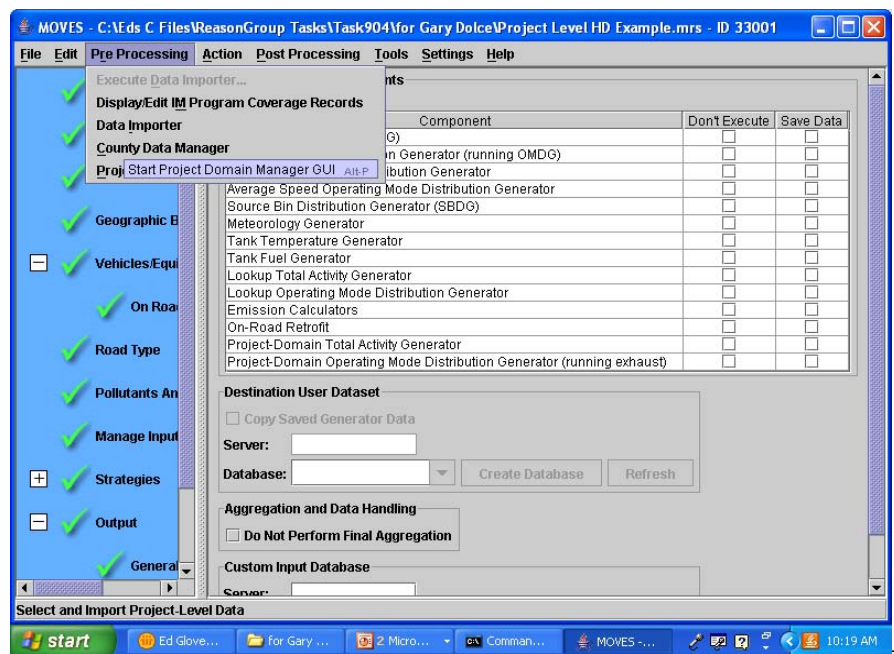 MOVES - C:\Eds C Files\ReasonGroup Tasks\Task904\for Gary Dolce\Project Level HD Example.mrs - ID 33001
File Edit Pre Processing Action Post Processing Tools Settings Help
Execute Data Importer...
Display/Edit IM Program Coverage Records
Data Importer
County Data Manager
Proj
Start Project Domain Manager GUI Alt-P
nts
Component Don't Execute Save Data
G)
n Generator (running OMDG)
ibution Generator
Average Speed Operating Mode Distribution Generator
Source Bin Distribution Generator (SBDG)
Meteorology Generator
Tank Temperature Generator
Tank Fuel Generator
Lookup Total Activity Generator
Lookup Operating Mode Distribution Generator
Emission Calculators
On-Road Retrofit
Project-Domain Total Activity Generator
Project-Domain Operating Mode Distribution Generator (running exhaust)
Geographic B
Vehicles/Equi
On Roa
Road Type
Pollutants An
Manage Input
Strategies
Output
General
Destination User Dataset
Copy Saved Generator Data
Server:
Database: Create Database Refresh
Aggregation and Data Handling
Do Not Perform Final Aggregation
Custom Input Database
Server:
Select and Import Project-Level Data
start Ed Glove... for Gary ... 2 Micro... Comman... MOVES -... 10:19 AM